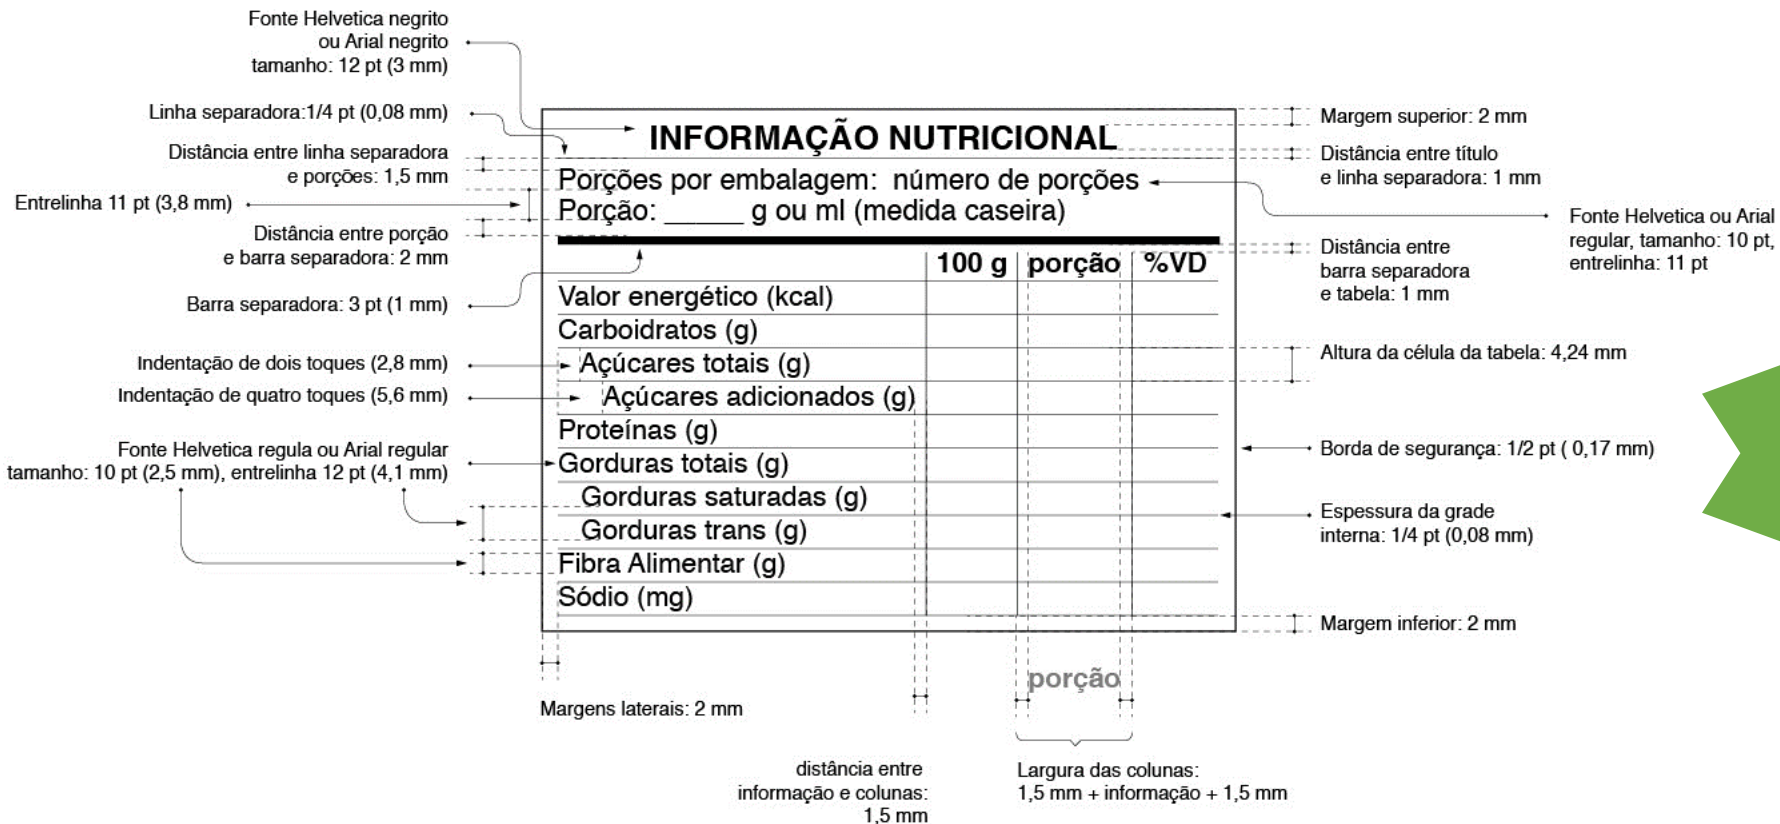 Fonte Helvetica negrito
ou Arial negrito
tamanho: 12 pt (3 mm)
Linha separadora:1/4 pt (0,08 mm)
Distância entre linha separadora
e porções: 1,5 mm
Entrelinha 11 pt (3,8 mm)
Distância entre porção
e barra separadora: 2 mm
Barra separadora: 3 pt (1 mm)
Indentação de dois toques (2,8 mm)
Indentação de quatro toques (5,6 mm)
Fonte Helvetica regula ou Arial regular
tamanho: 10 pt (2,5 mm), entrelinha 12 pt (4,1 mm)
INFORMAÇÃO NUTRICIONAL
Porções por embalagem: número de porções
Porção: _____ g ou ml (medida caseira)
100 g porção %VD
Valor energético (kcal)
Carboidratos (g)
Açúcares totais (g)
Açúcares adicionados (g)
Proteínas (g)
Gorduras totais (g)
Gorduras saturadas (g)
Gorduras trans (g)
Fibra Alimentar (g)
Sódio (mg)
Margem superior: 2 mm
Distância entre título
e linha separadora: 1 mm
Fonte Helvetica ou Arial
regular, tamanho: 10 pt,
entrelinha: 11 pt
Distância entre
barra separadora
e tabela: 1 mm
Altura da célula da tabela: 4,24 mm
Borda de segurança: 1/2 pt ( 0,17 mm)
Espessura da grade
interna: 1/4 pt (0,08 mm)
Margem inferior: 2 mm
porção
Margens laterais: 2 mm
distância entre
informação e colunas:
1,5 mm
Largura das colunas:
1,5 mm + informação + 1,5 mm